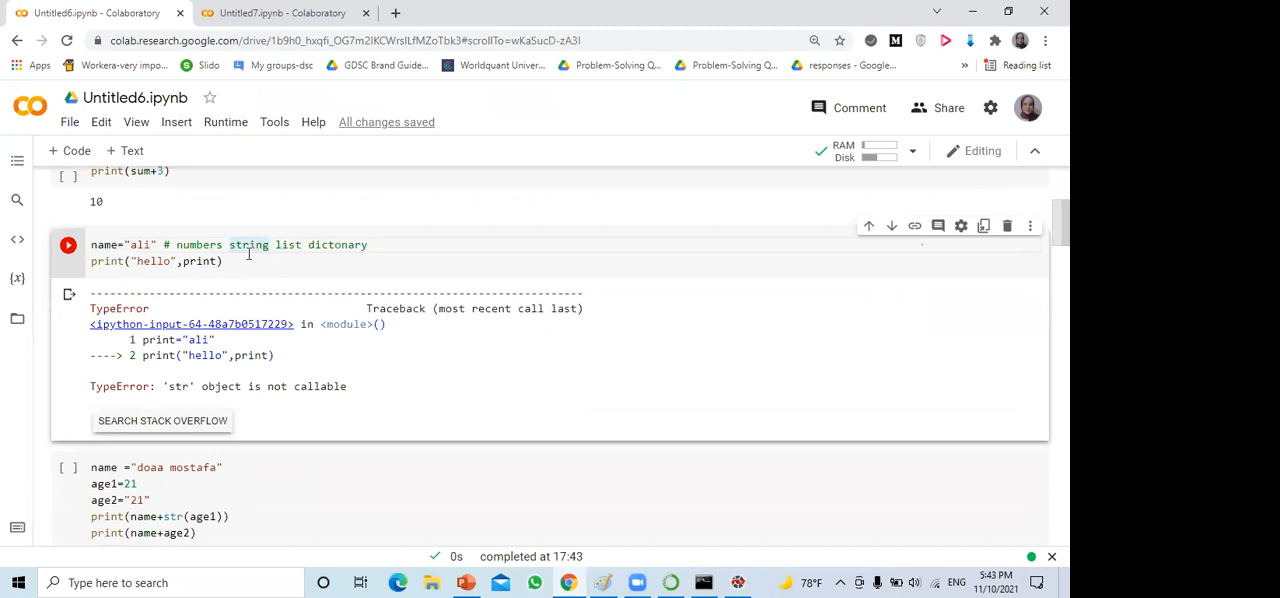 Untitled6.ipynb - Colaboratory
Untitled7.ipynb - Colaboratory
colab.research.google.com/drive/1b9h0_hxqfi_OG7m2IKCWrsILfMZoTbk3#scrollTo=wKaSucD-zA3I
Apps
Workera-very impo...
Slido
My groups-dsc
GDSC Brand Guide...
Worldquant Univer...
Problem-Solving Q...
Problem-Solving Q...
responses - Google...
»
Reading list
Untitled6.ipynb
Comment
Share
File Edit View Insert Runtime Tools Help All changes saved
+ Code + Text
RAM
Disk
Editing
print(sum+3)
[ ]
10
name="ali" # numbers string list dictonary
print("hello",print)
---------------------------------------------------------------------------
TypeError Traceback (most recent call last)
<ipython-input-64-48a7b0517229> in <module>()
1 print="ali"
----> 2 print("hello",print)
TypeError: 'str' object is not callable
SEARCH STACK OVERFLOW
[ ] name ="doaa mostafa"
age1=21
age2="21"
print(name+str(age1))
print(name+age2)
0s completed at 17:43
Type here to search
78°F
ENG
5:43 PM
11/10/2021